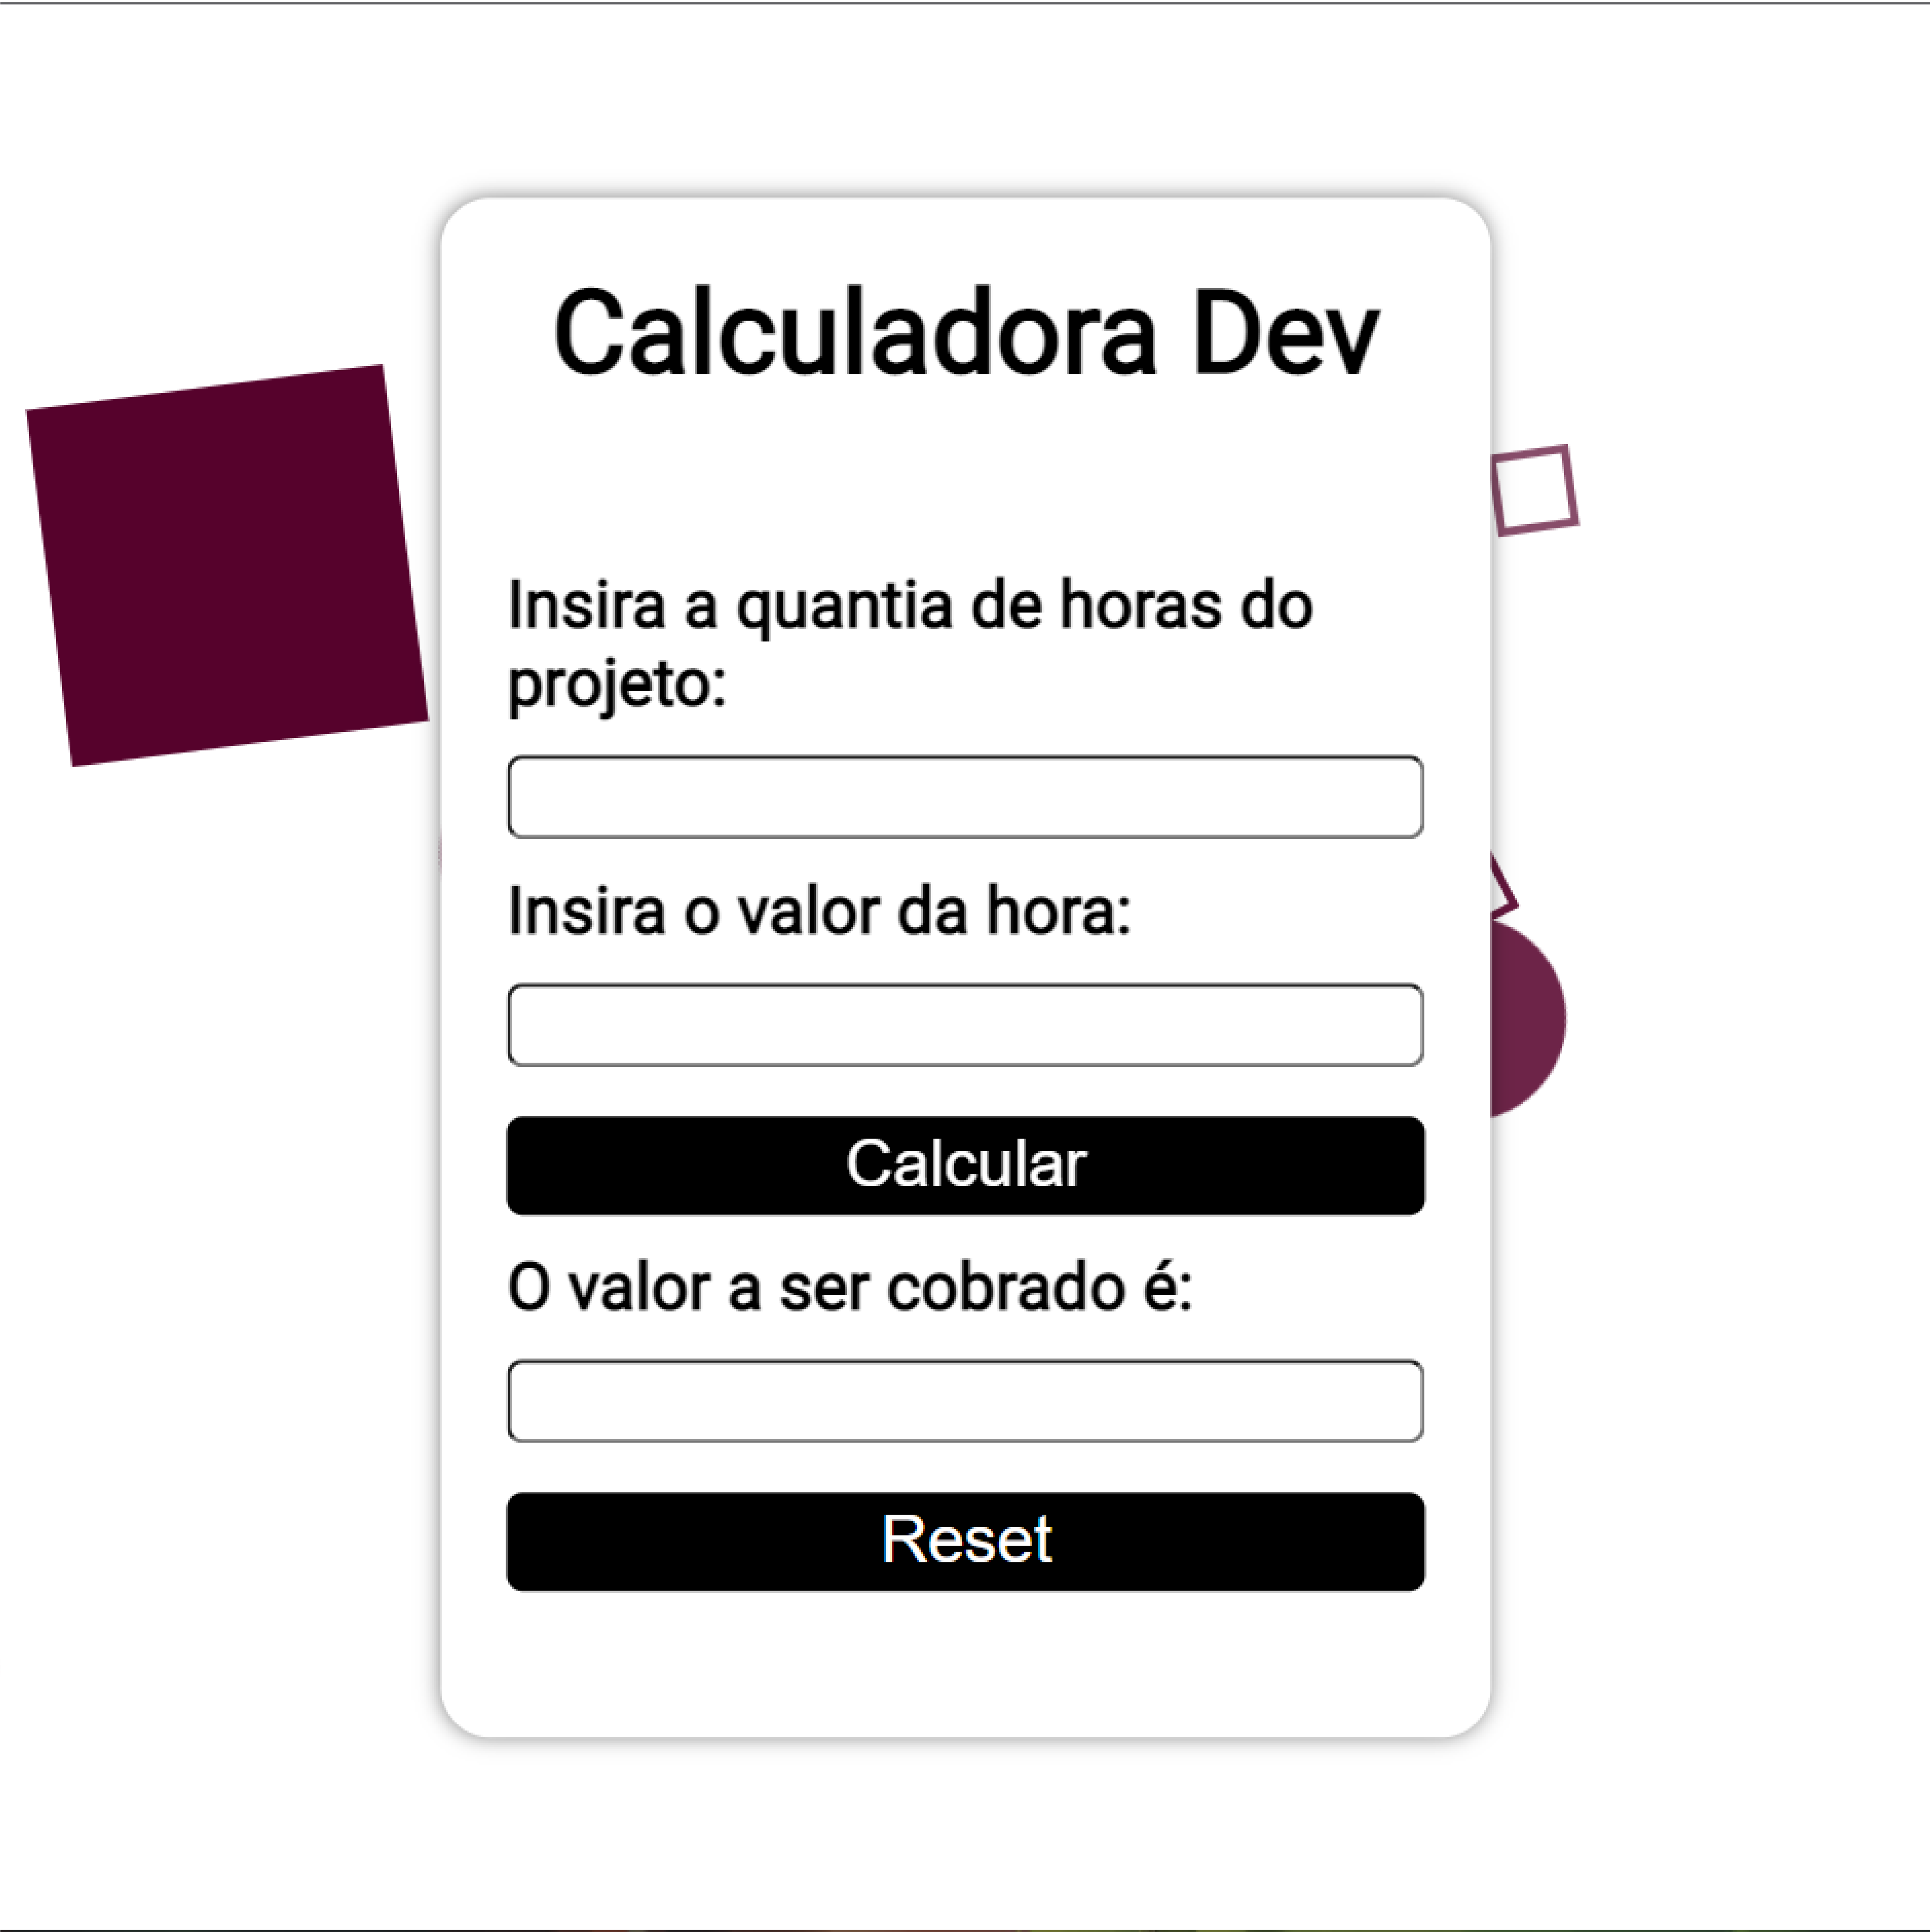 Calculadora Dev
Insira a quantia de horas do
projeto:
Insira o valor da hora:
Calcular
O valor a ser cobrado é:
Reset